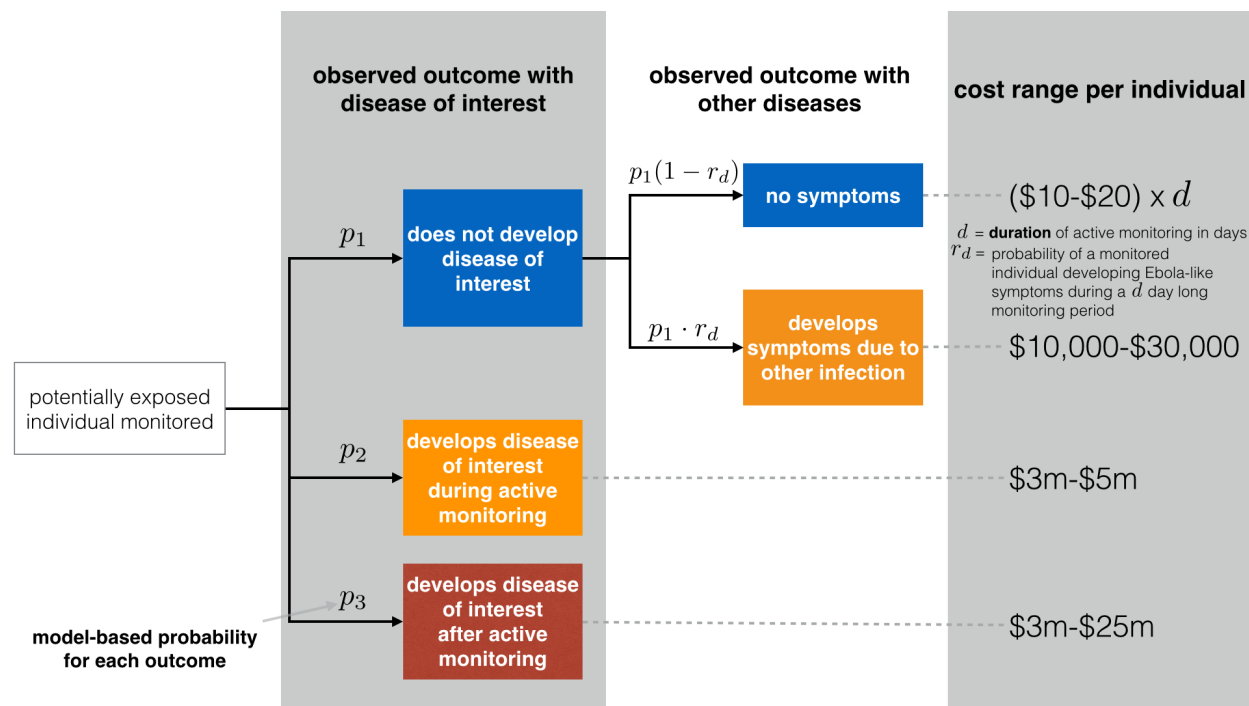 observed outcome with
disease of interest
observed outcome with
other diseases
cost range per individual
p₁(1 − r_d)
no symptoms
($10-$20) x d
d = duration of active monitoring in days
r_d = probability of a monitored
individual developing Ebola-like
symptoms during a d day long
monitoring period
p₁
does not develop
disease of
interest
p₁ · r_d
develops
symptoms due to
other infection
$10,000-$30,000
potentially exposed
individual monitored
p₂
develops disease
of interest
during active
monitoring
$3m-$5m
p₃
develops disease
of interest
after active
monitoring
$3m-$25m
model-based probability
for each outcome